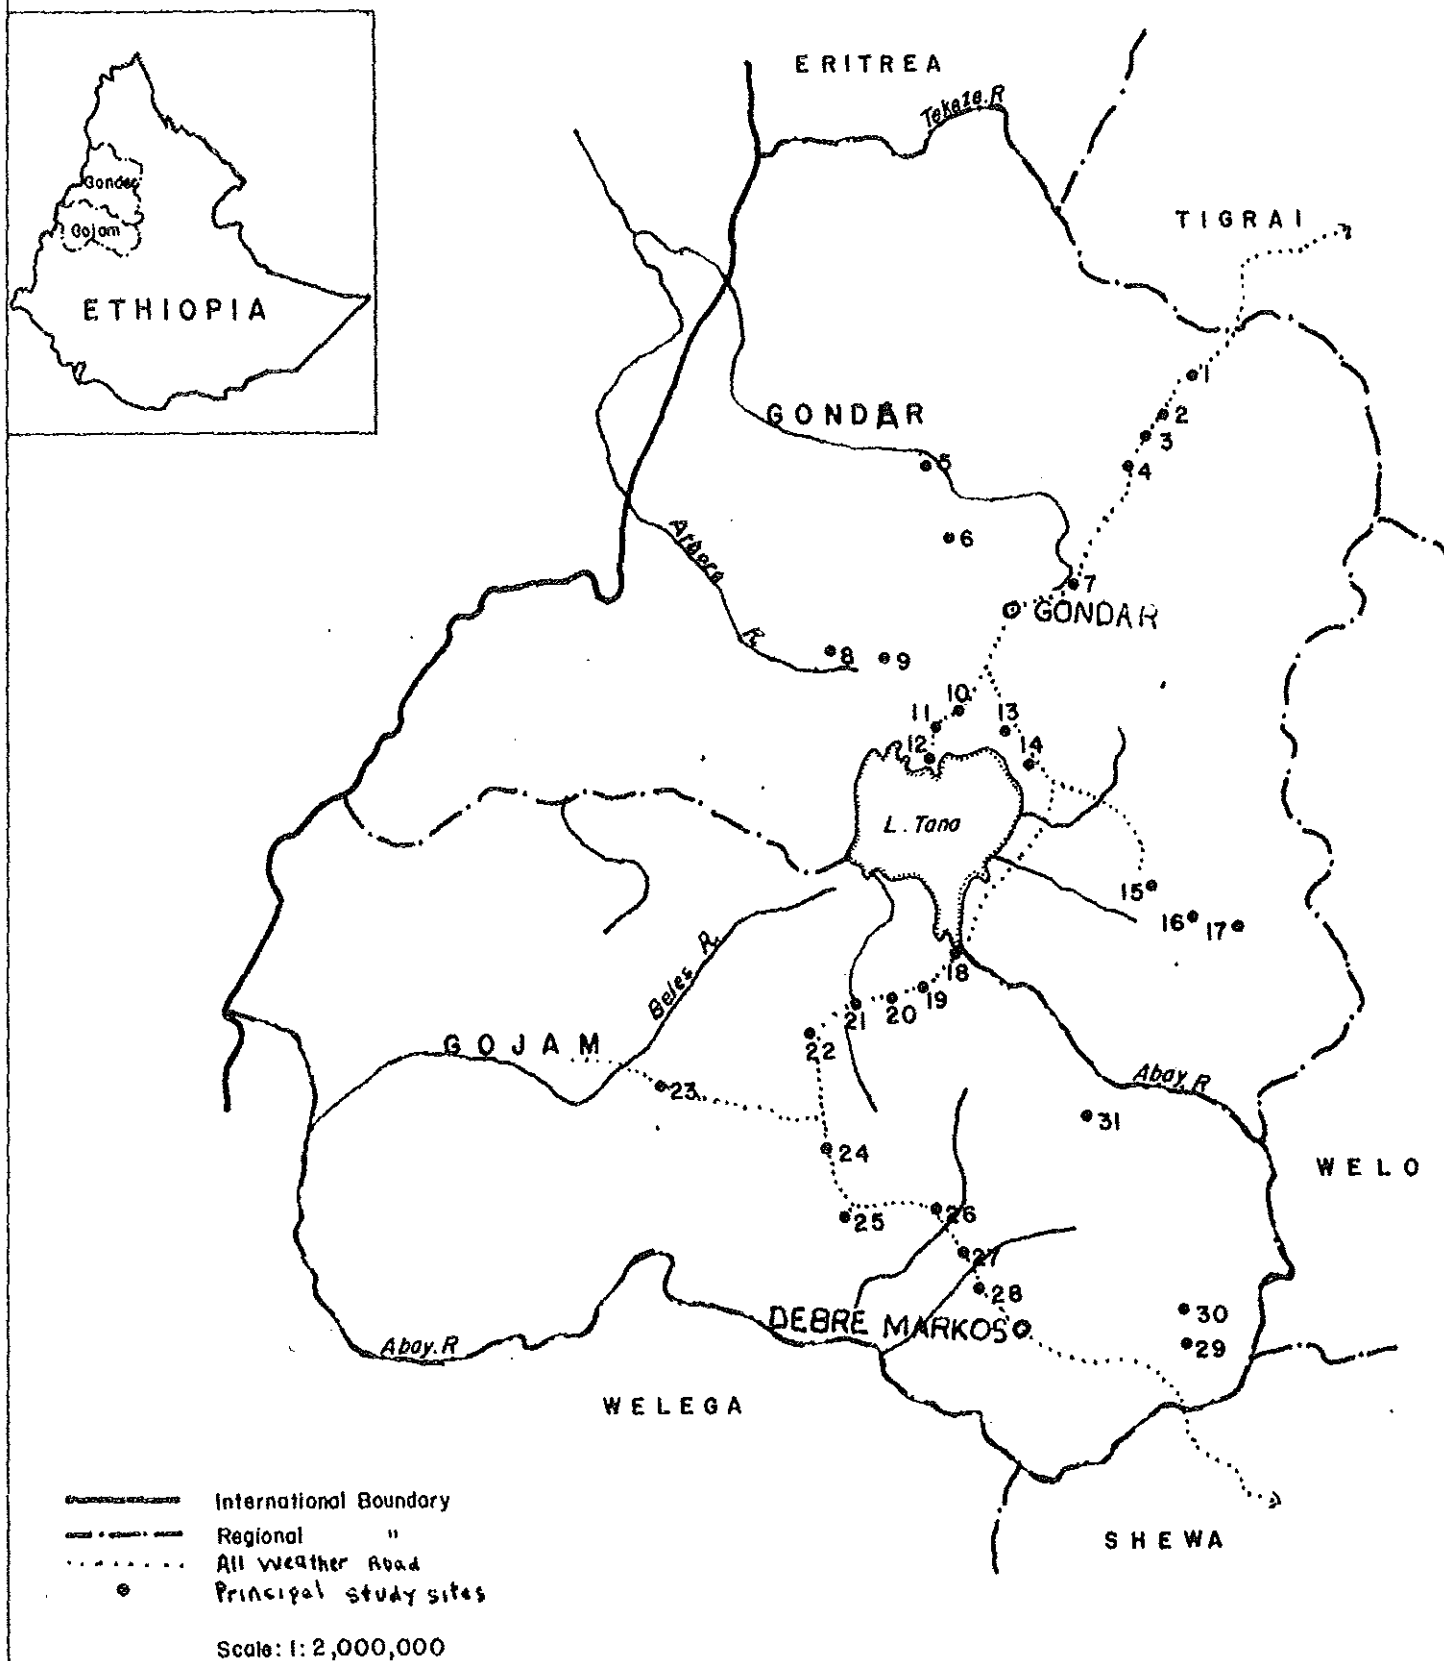 Gondar
Gojam
ETHIOPIA
ERITREA
Tekeze. R
TIGRAI
1
2
GONDAR
3
4
5
6
Atbara R.
7
GONDAR
8
9
10
11
13
12
14
L. Tana
15
16
17
18
Beles R.
19
20
21
GOJAM
22
Abay. R
23
31
24
WELO
25
26
27
28
30
DEBRE MARKOS
29
Abay. R
WELEGA
International Boundary
Regional "
All Weather Road
Principal study sites
SHEWA
Scale: 1: 2,000,000